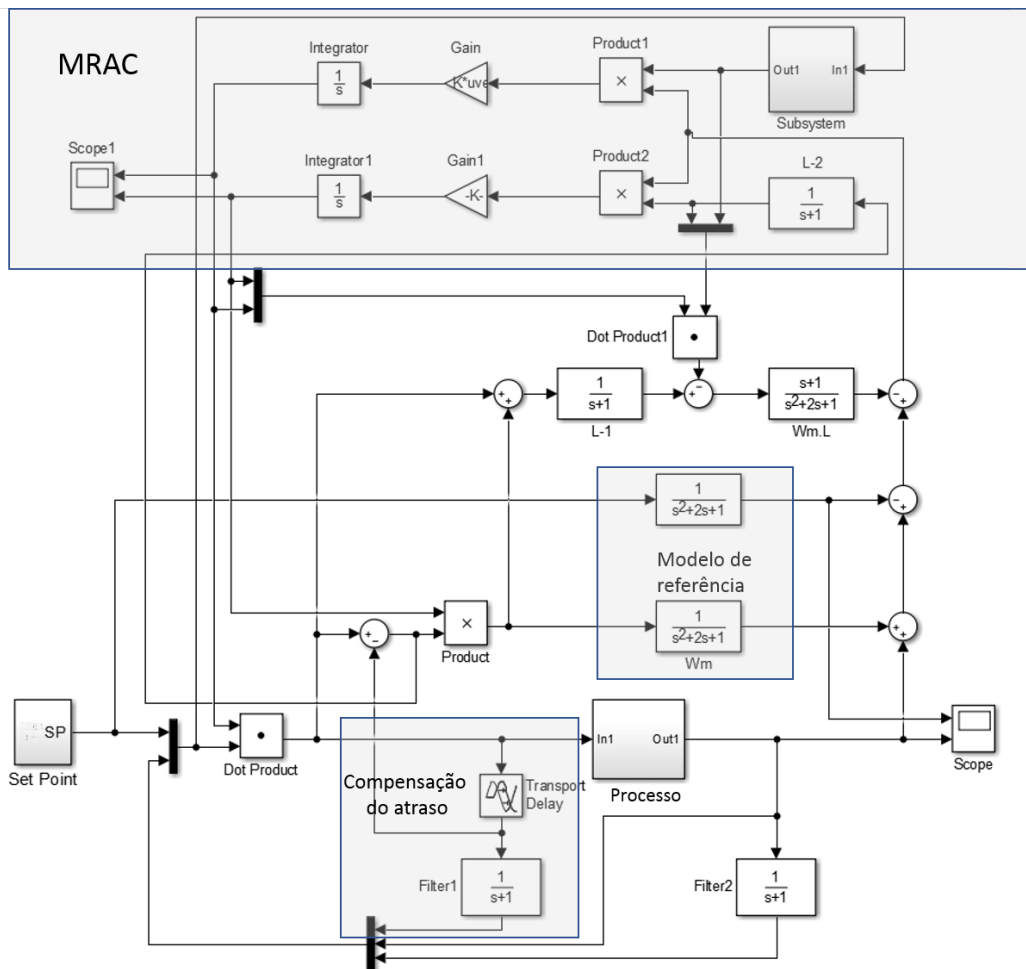 MRAC
Integrator
1
s
Gain
K*uve
Product1
×
Out1
In1
Subsystem
Scope1
Integrator1
1
s
Gain1
-K-
Product2
×
L-2
1
s+1
Dot Product1
+ +
1
s+1
L-1
+ −
s+1
s²+2s+1
Wm.L
− +
1
s²+2s+1
− +
Modelo de
referência
1
s²+2s+1
Wm
+ +
+ −
×
Product
SP
Set Point
Dot Product
Compensação
do atraso
Transport
Delay
In1
Out1
Processo
Scope
Filter1
1
s+1
Filter2
1
s+1